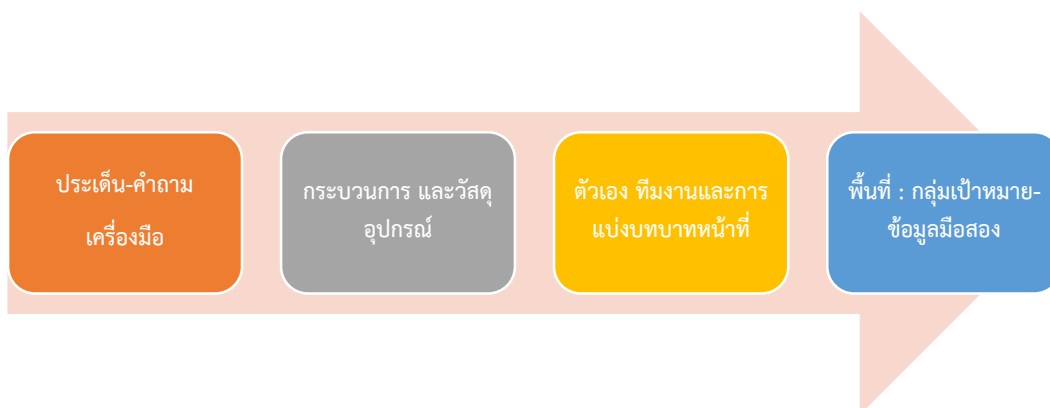 ประเด็น-คำถาม
เครื่องมือ
กระบวนการ และวัสดุ
อุปกรณ์
ตัวเอง ทีมงานและการ
แบ่งบทบาทหน้าที่
พื้นที่ : กลุ่มเป้าหมาย-
ข้อมูลมือสอง